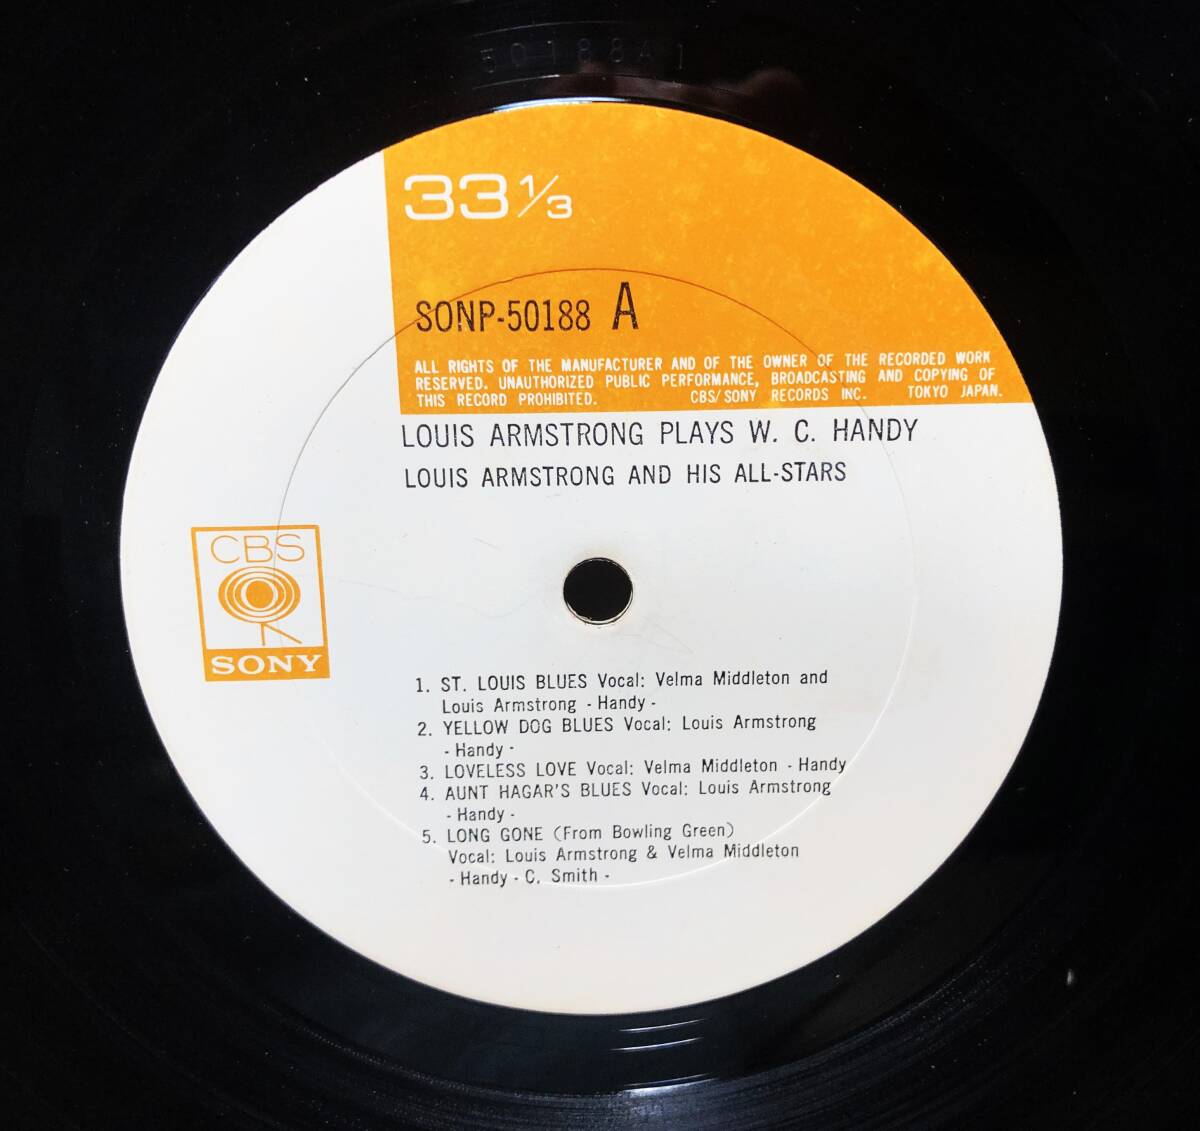 50188A1
33 1/3
SONP-50188 A
ALL RIGHTS OF THE MANUFACTURER AND OF THE OWNER OF THE RECORDED WORK
RESERVED. UNAUTHORIZED PUBLIC PERFORMANCE, BROADCASTING AND COPYING OF
THIS RECORD PROHIBITED. CBS/SONY RECORDS INC. TOKYO JAPAN.
LOUIS ARMSTRONG PLAYS W. C. HANDY
LOUIS ARMSTRONG AND HIS ALL-STARS
CBS
SONY
1. ST. LOUIS BLUES Vocal: Velma Middleton and
Louis Armstrong - Handy -
2. YELLOW DOG BLUES Vocal: Louis Armstrong
- Handy -
3. LOVELESS LOVE Vocal: Velma Middleton - Handy
4. AUNT HAGAR'S BLUES Vocal: Louis Armstrong
- Handy -
5. LONG GONE (From Bowling Green)
Vocal: Louis Armstrong & Velma Middleton
- Handy - C. Smith -